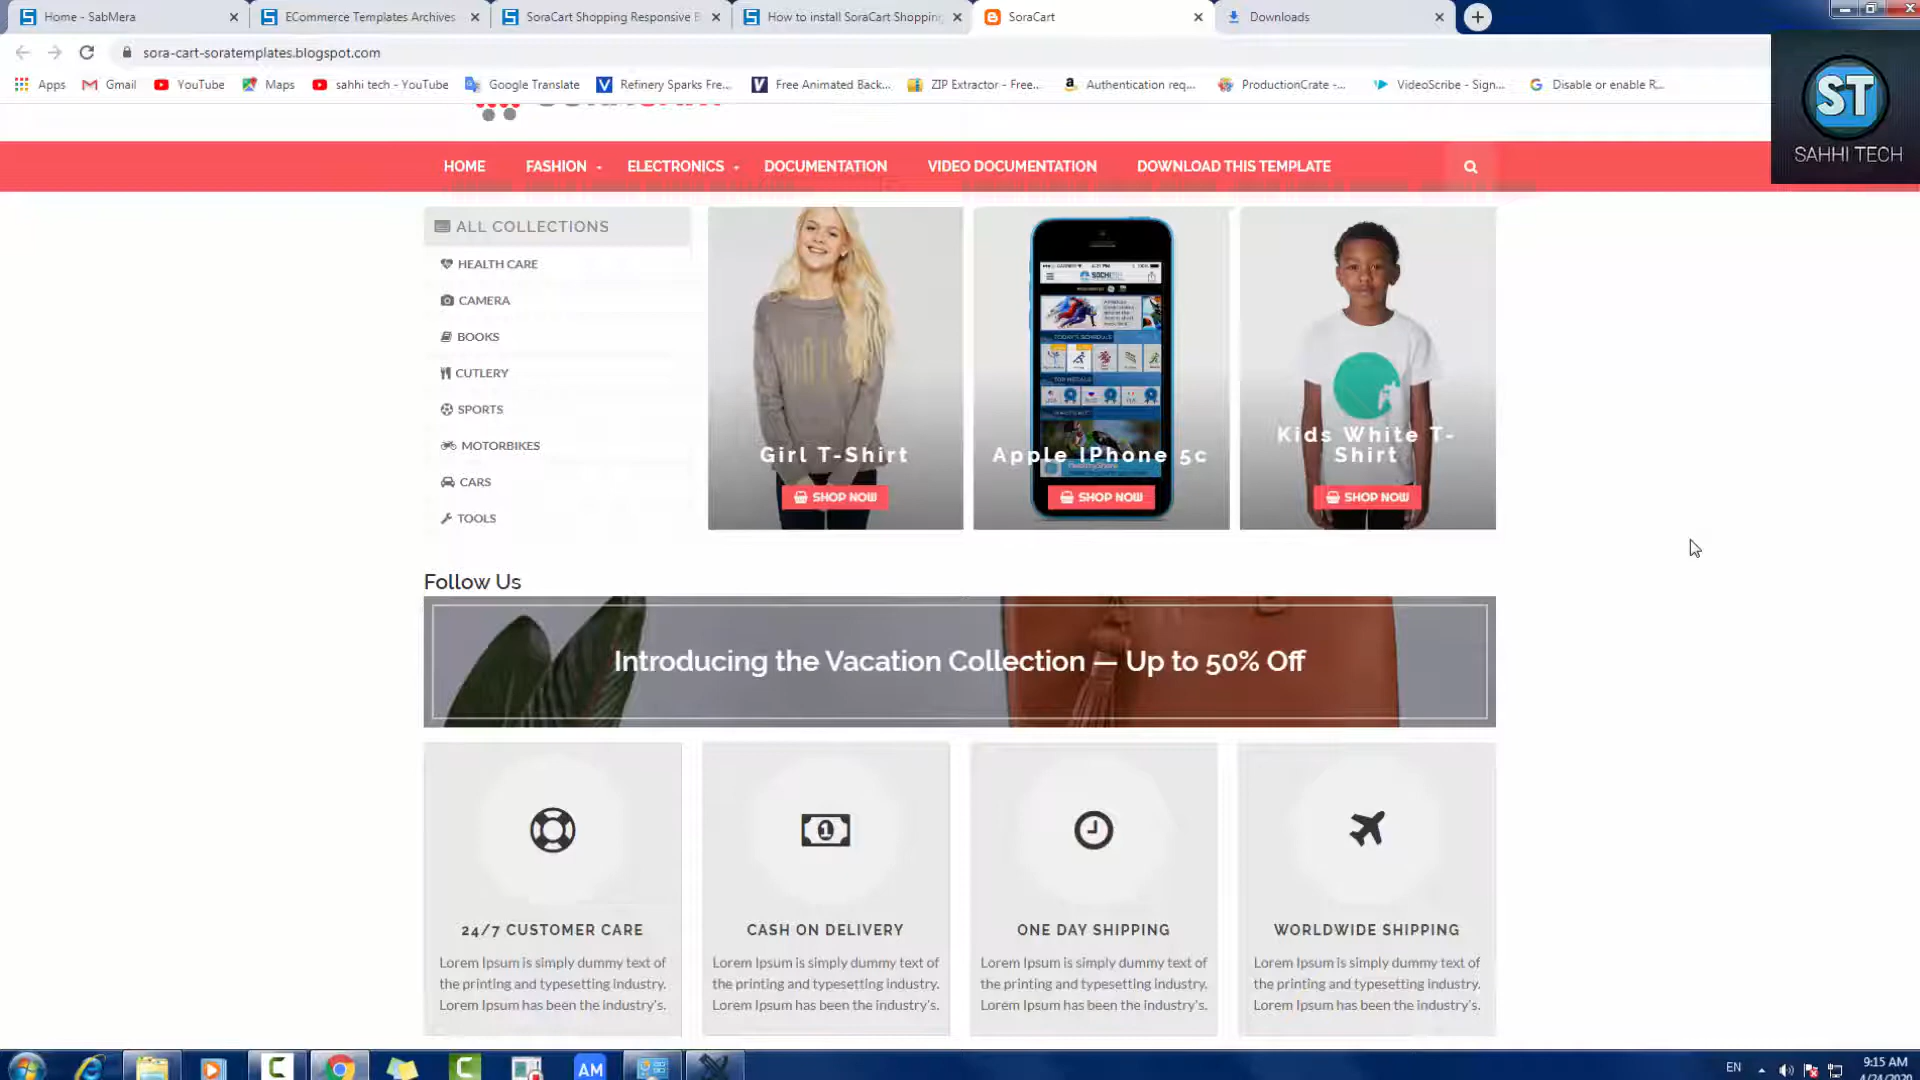 Home - SabMera
ECommerce Templates Archives
SoraCart Shopping Responsive B
How to install SoraCart Shopping
SoraCart
Downloads
sora-cart-soratemplates.blogspot.com
Apps
Gmail
YouTube
Maps
sahhi tech - YouTube
Google Translate
Refinery Sparks Fre...
Free Animated Back...
ZIP Extractor - Free...
Authentication req...
ProductionCrate -...
VideoScribe - Sign...
Disable or enable R...
ST
SAHHI TECH
HOME
FASHION
ELECTRONICS
DOCUMENTATION
VIDEO DOCUMENTATION
DOWNLOAD THIS TEMPLATE
ALL COLLECTIONS
HEALTH CARE
CAMERA
BOOKS
CUTLERY
SPORTS
MOTORBIKES
CARS
TOOLS
Girl T-Shirt
SHOP NOW
TODAY'S SCHEDULE
TOP MEDALS
Apple IPhone 5c
SHOP NOW
Kids White T-
Shirt
SHOP NOW
Follow Us
Introducing the Vacation Collection — Up to 50% Off
24/7 CUSTOMER CARE
Lorem Ipsum is simply dummy text of
the printing and typesetting industry.
Lorem Ipsum has been the industry's.
CASH ON DELIVERY
Lorem Ipsum is simply dummy text of
the printing and typesetting industry.
Lorem Ipsum has been the industry's.
ONE DAY SHIPPING
Lorem Ipsum is simply dummy text of
the printing and typesetting industry.
Lorem Ipsum has been the industry's.
WORLDWIDE SHIPPING
Lorem Ipsum is simply dummy text of
the printing and typesetting industry.
Lorem Ipsum has been the industry's.
AM
EN
9:15 AM
4/24/2020